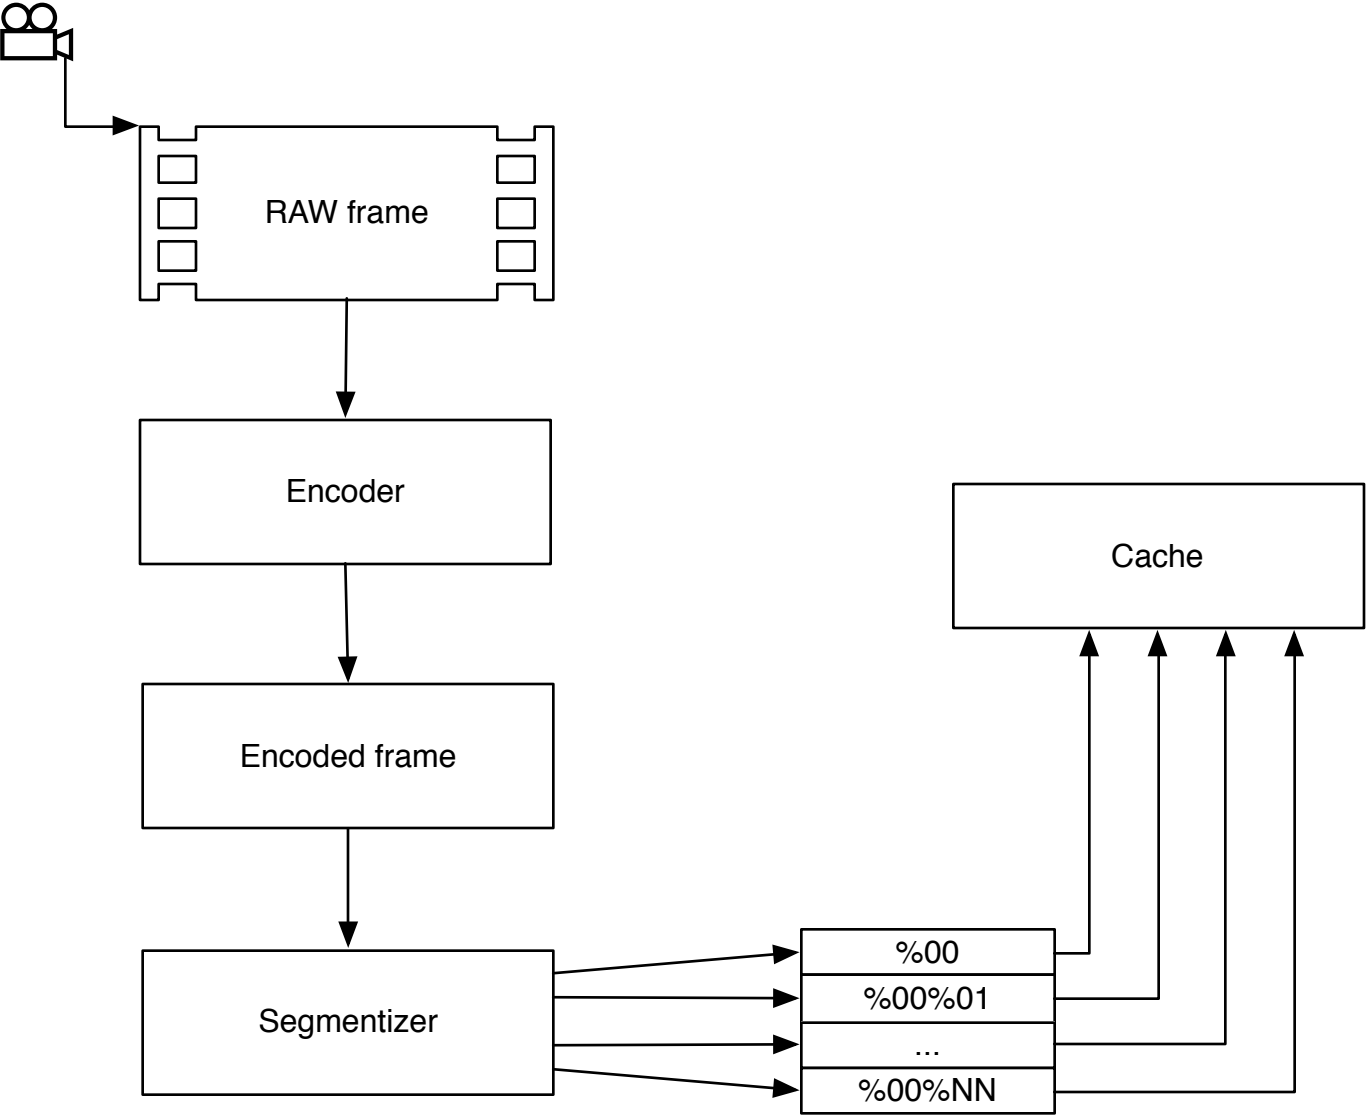 RAW frame
Encoder
Cache
Encoded frame
Segmentizer
%00
%00%01
...
%00%NN